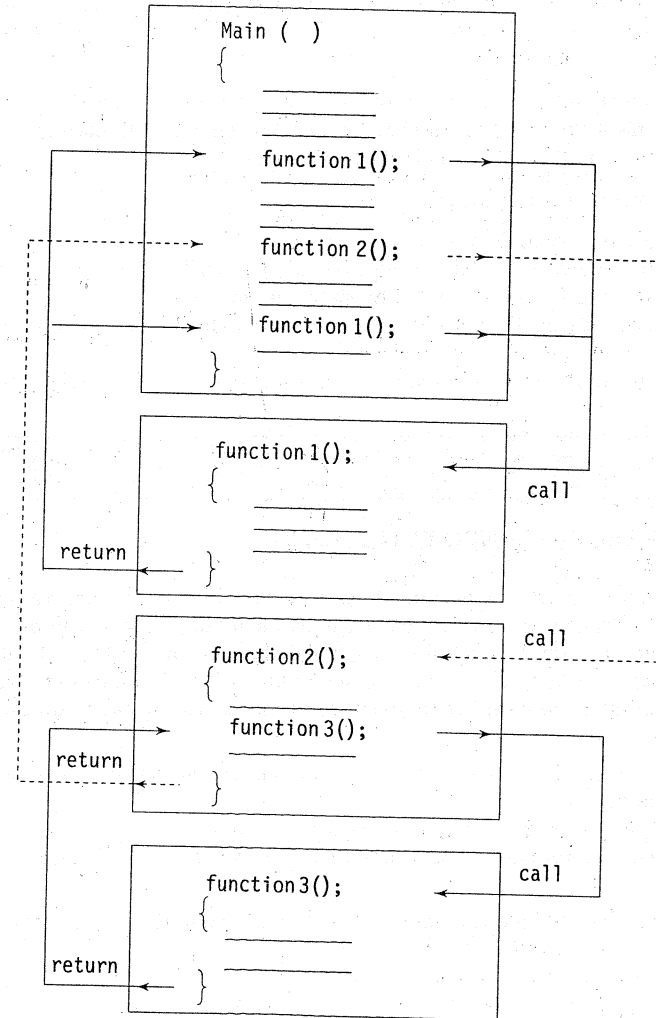 Main ( )
{
function 1();
function 2();
function 1();
}
function 1();
call
{
return
}
function 2();
call
{
function 3();
return
}
function 3();
call
{
return
}